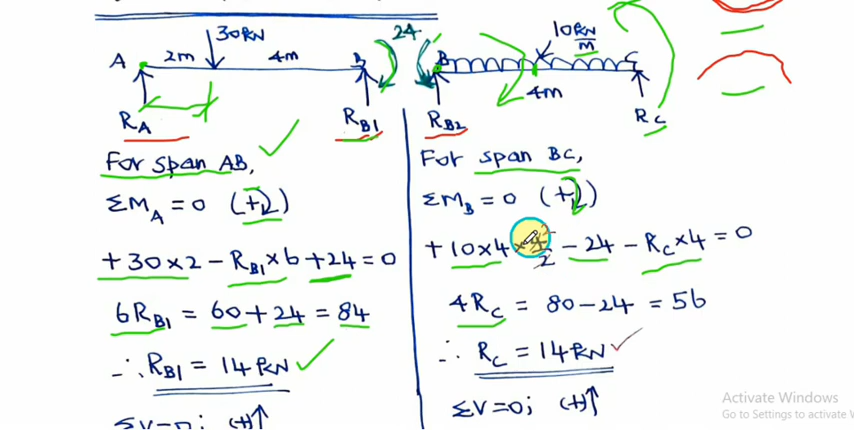 30KN
24
10KN/m
A
2m
4m
B
B
C
4m
RA
RB1
RB2
RC
For span AB,
ΣMA = 0 (+↻)
+30×2 - RB1×6 +24 = 0
6RB1 = 60 + 24 = 84
∴ RB1 = 14KN ✓
ΣV=0; (+)↑
For span BC,
ΣMB = 0 (+↻)
+10×4×4/2 - 24 - RC×4 = 0
4RC = 80 - 24 = 56
∴ RC = 14KN ✓
ΣV=0; (+)↑
Activate Windows
Go to Settings to activate W